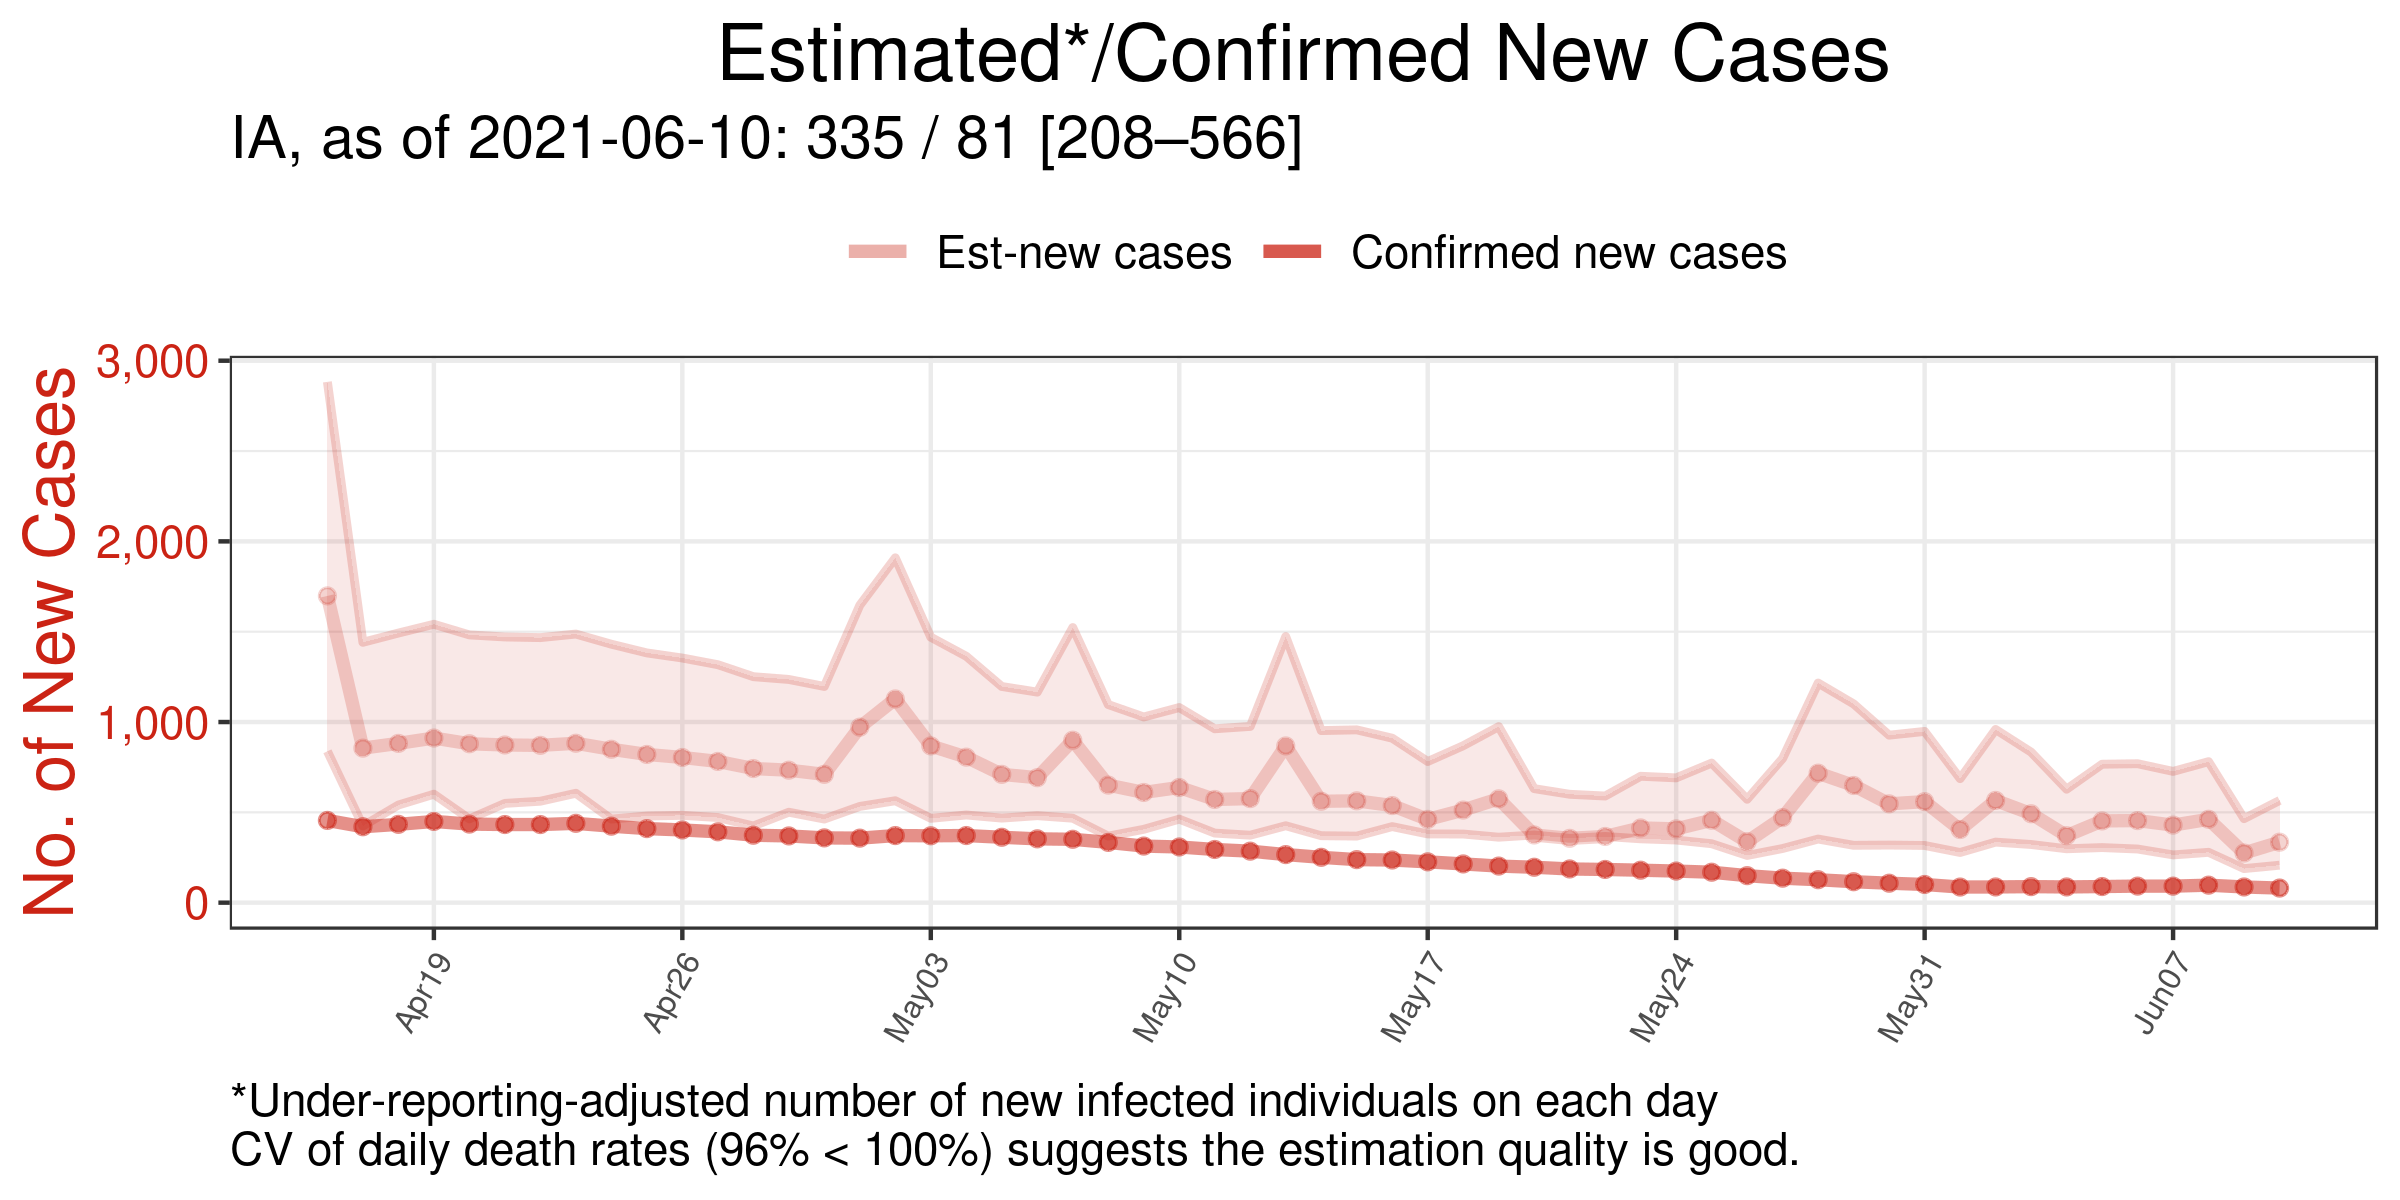 Estimated*/Confirmed New Cases
IA, as of 2021-06-10: 335 / 81 [208–566]
Est-new cases
Confirmed new cases
No. of New Cases
3,000
2,000
1,000
0
Apr19
Apr26
May03
May10
May17
May24
May31
Jun07
*Under-reporting-adjusted number of new infected individuals on each day
CV of daily death rates (96% < 100%) suggests the estimation quality is good.